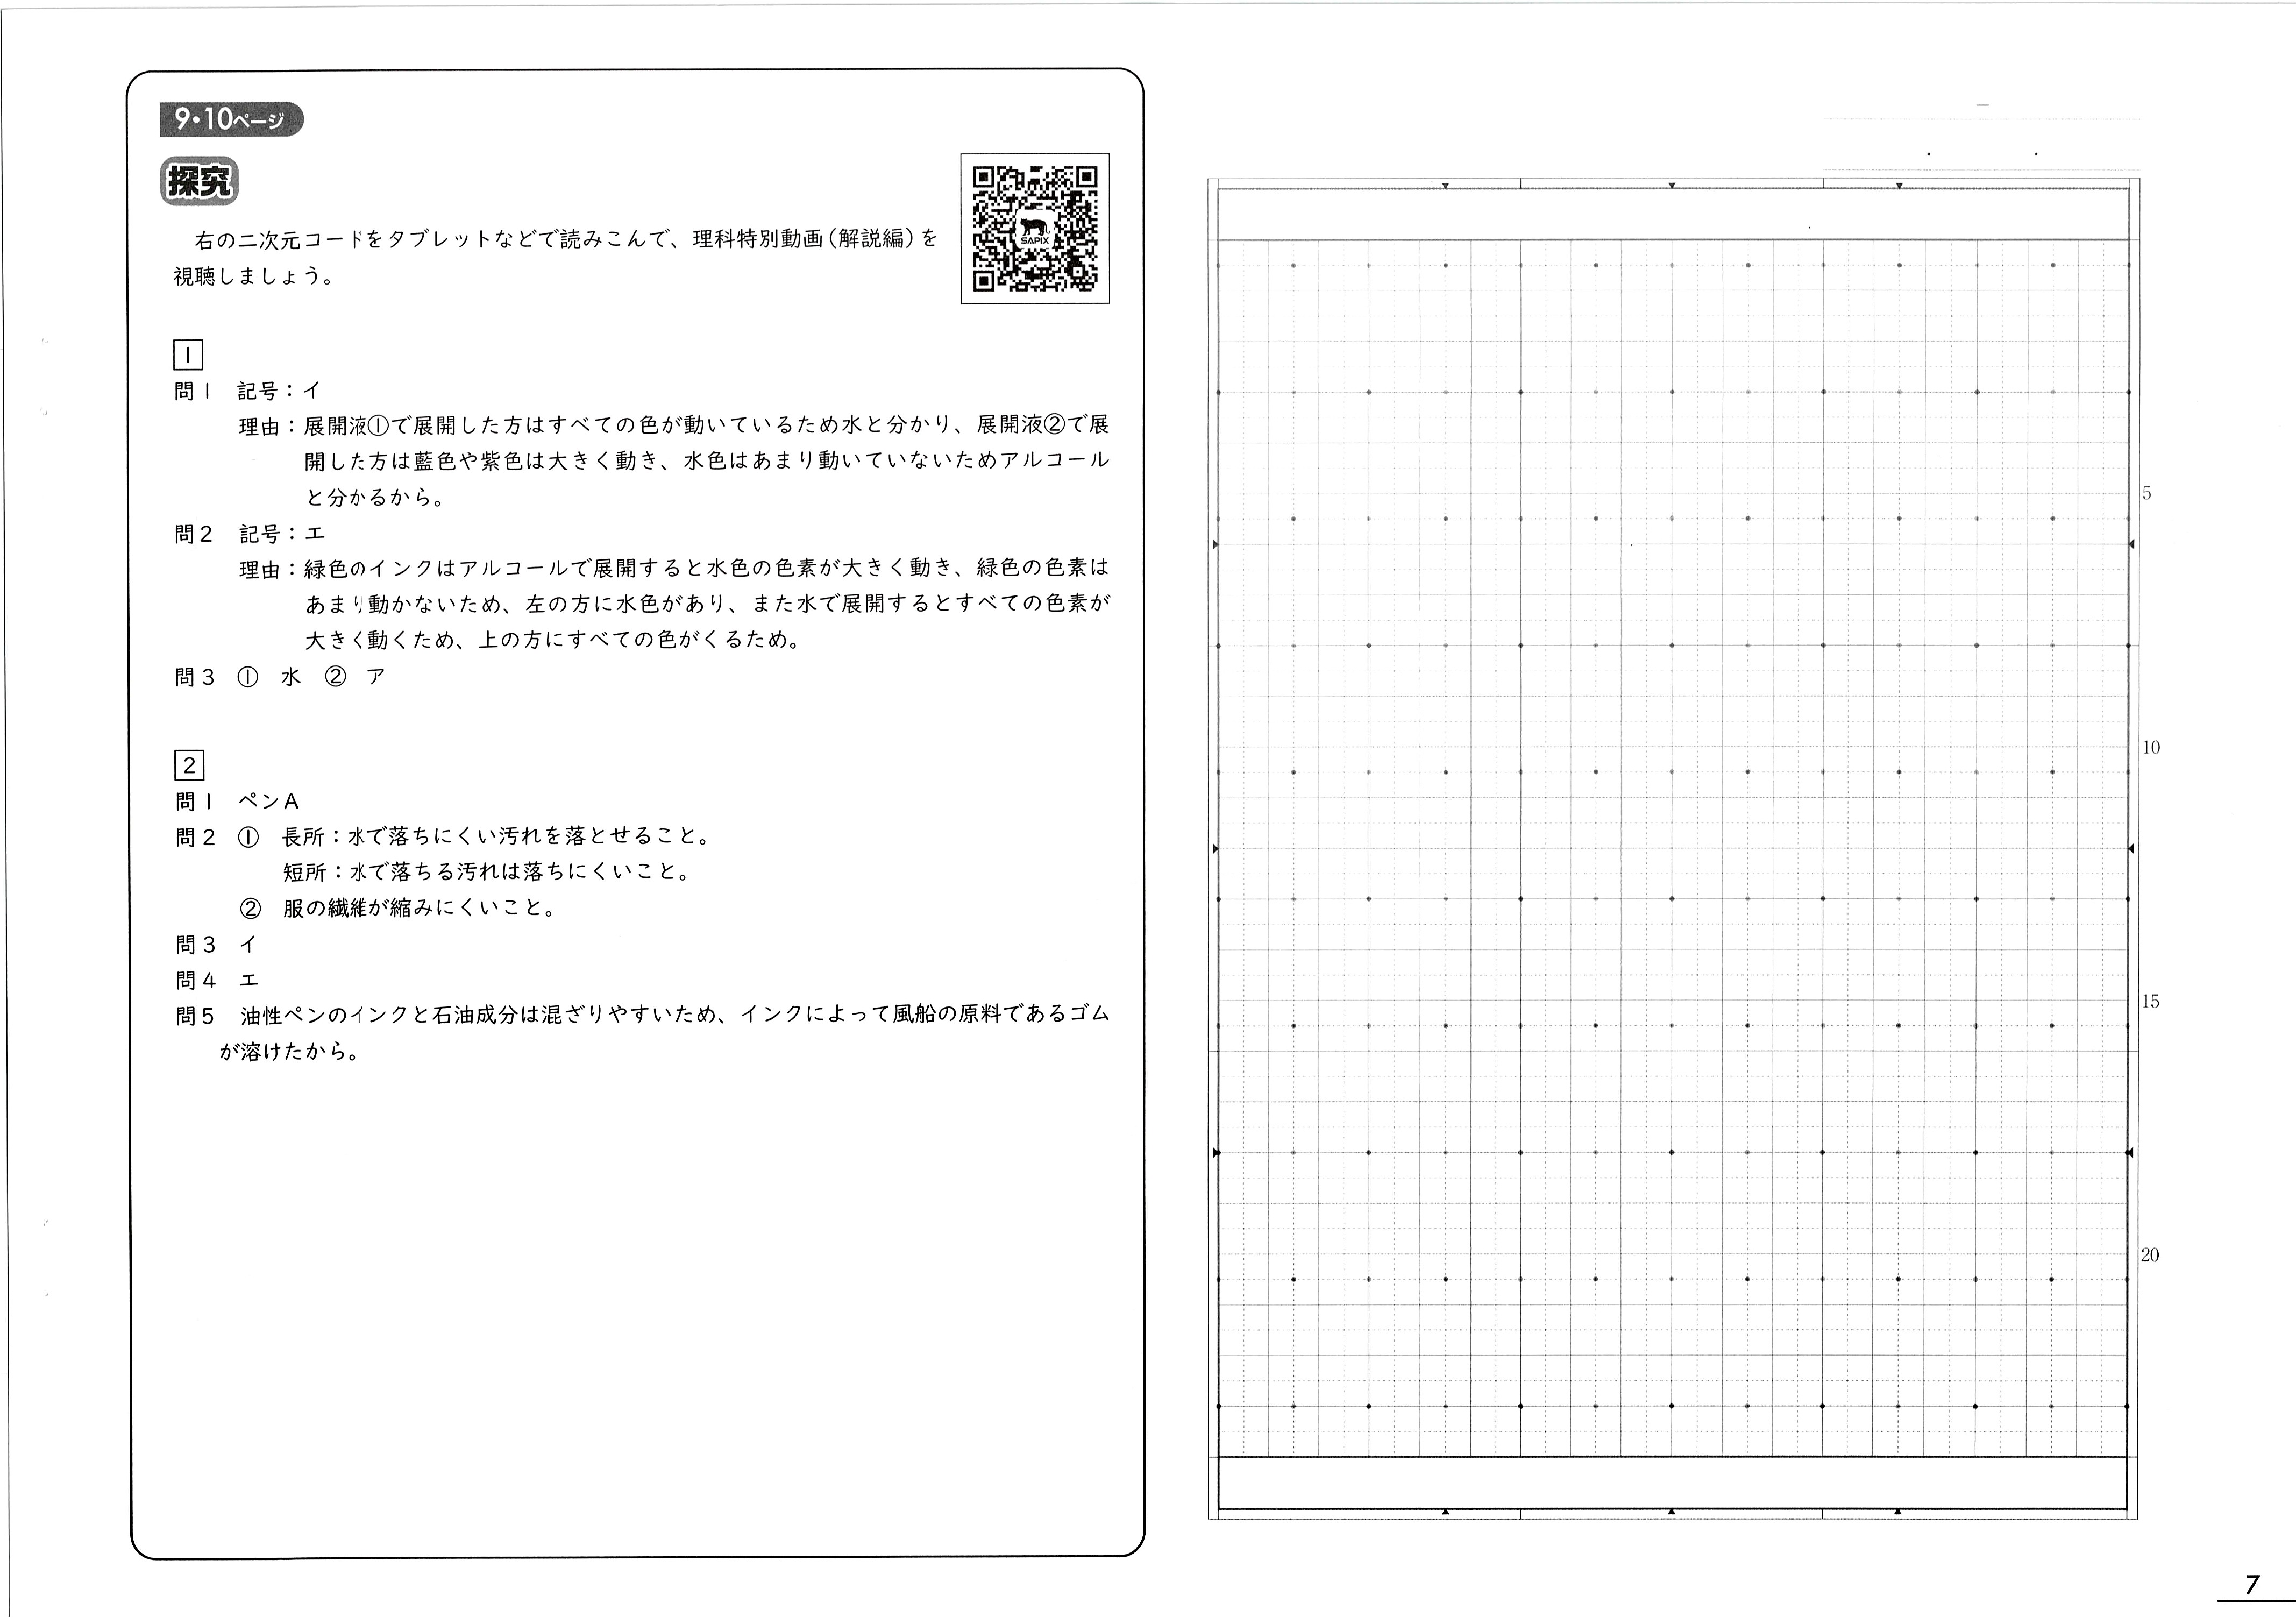 9・10ページ
探究
右の二次元コードをタブレットなどで読みこんで、理科特別動画(解説編)を
視聴しましょう。
SAPIX
1
問1 記号：イ
理由：展開液①で展開した方はすべての色が動いているため水と分かり、展開液②で展
開した方は藍色や紫色は大きく動き、水色はあまり動いていないためアルコール
と分かるから。
問2 記号：エ
理由：緑色のインクはアルコールで展開すると水色の色素が大きく動き、緑色の色素は
あまり動かないため、左の方に水色があり、また水で展開するとすべての色素が
大きく動くため、上の方にすべての色がくるため。
問3 ① 水 ② ア
2
問1 ペンA
問2 ① 長所：水で落ちにくい汚れを落とせること。
短所：水で落ちる汚れは落ちにくいこと。
② 服の繊維が縮みにくいこと。
問3 イ
問4 エ
問5 油性ペンのインクと石油成分は混ざりやすいため、インクによって風船の原料であるゴム
が溶けたから。
5
10
15
20
7